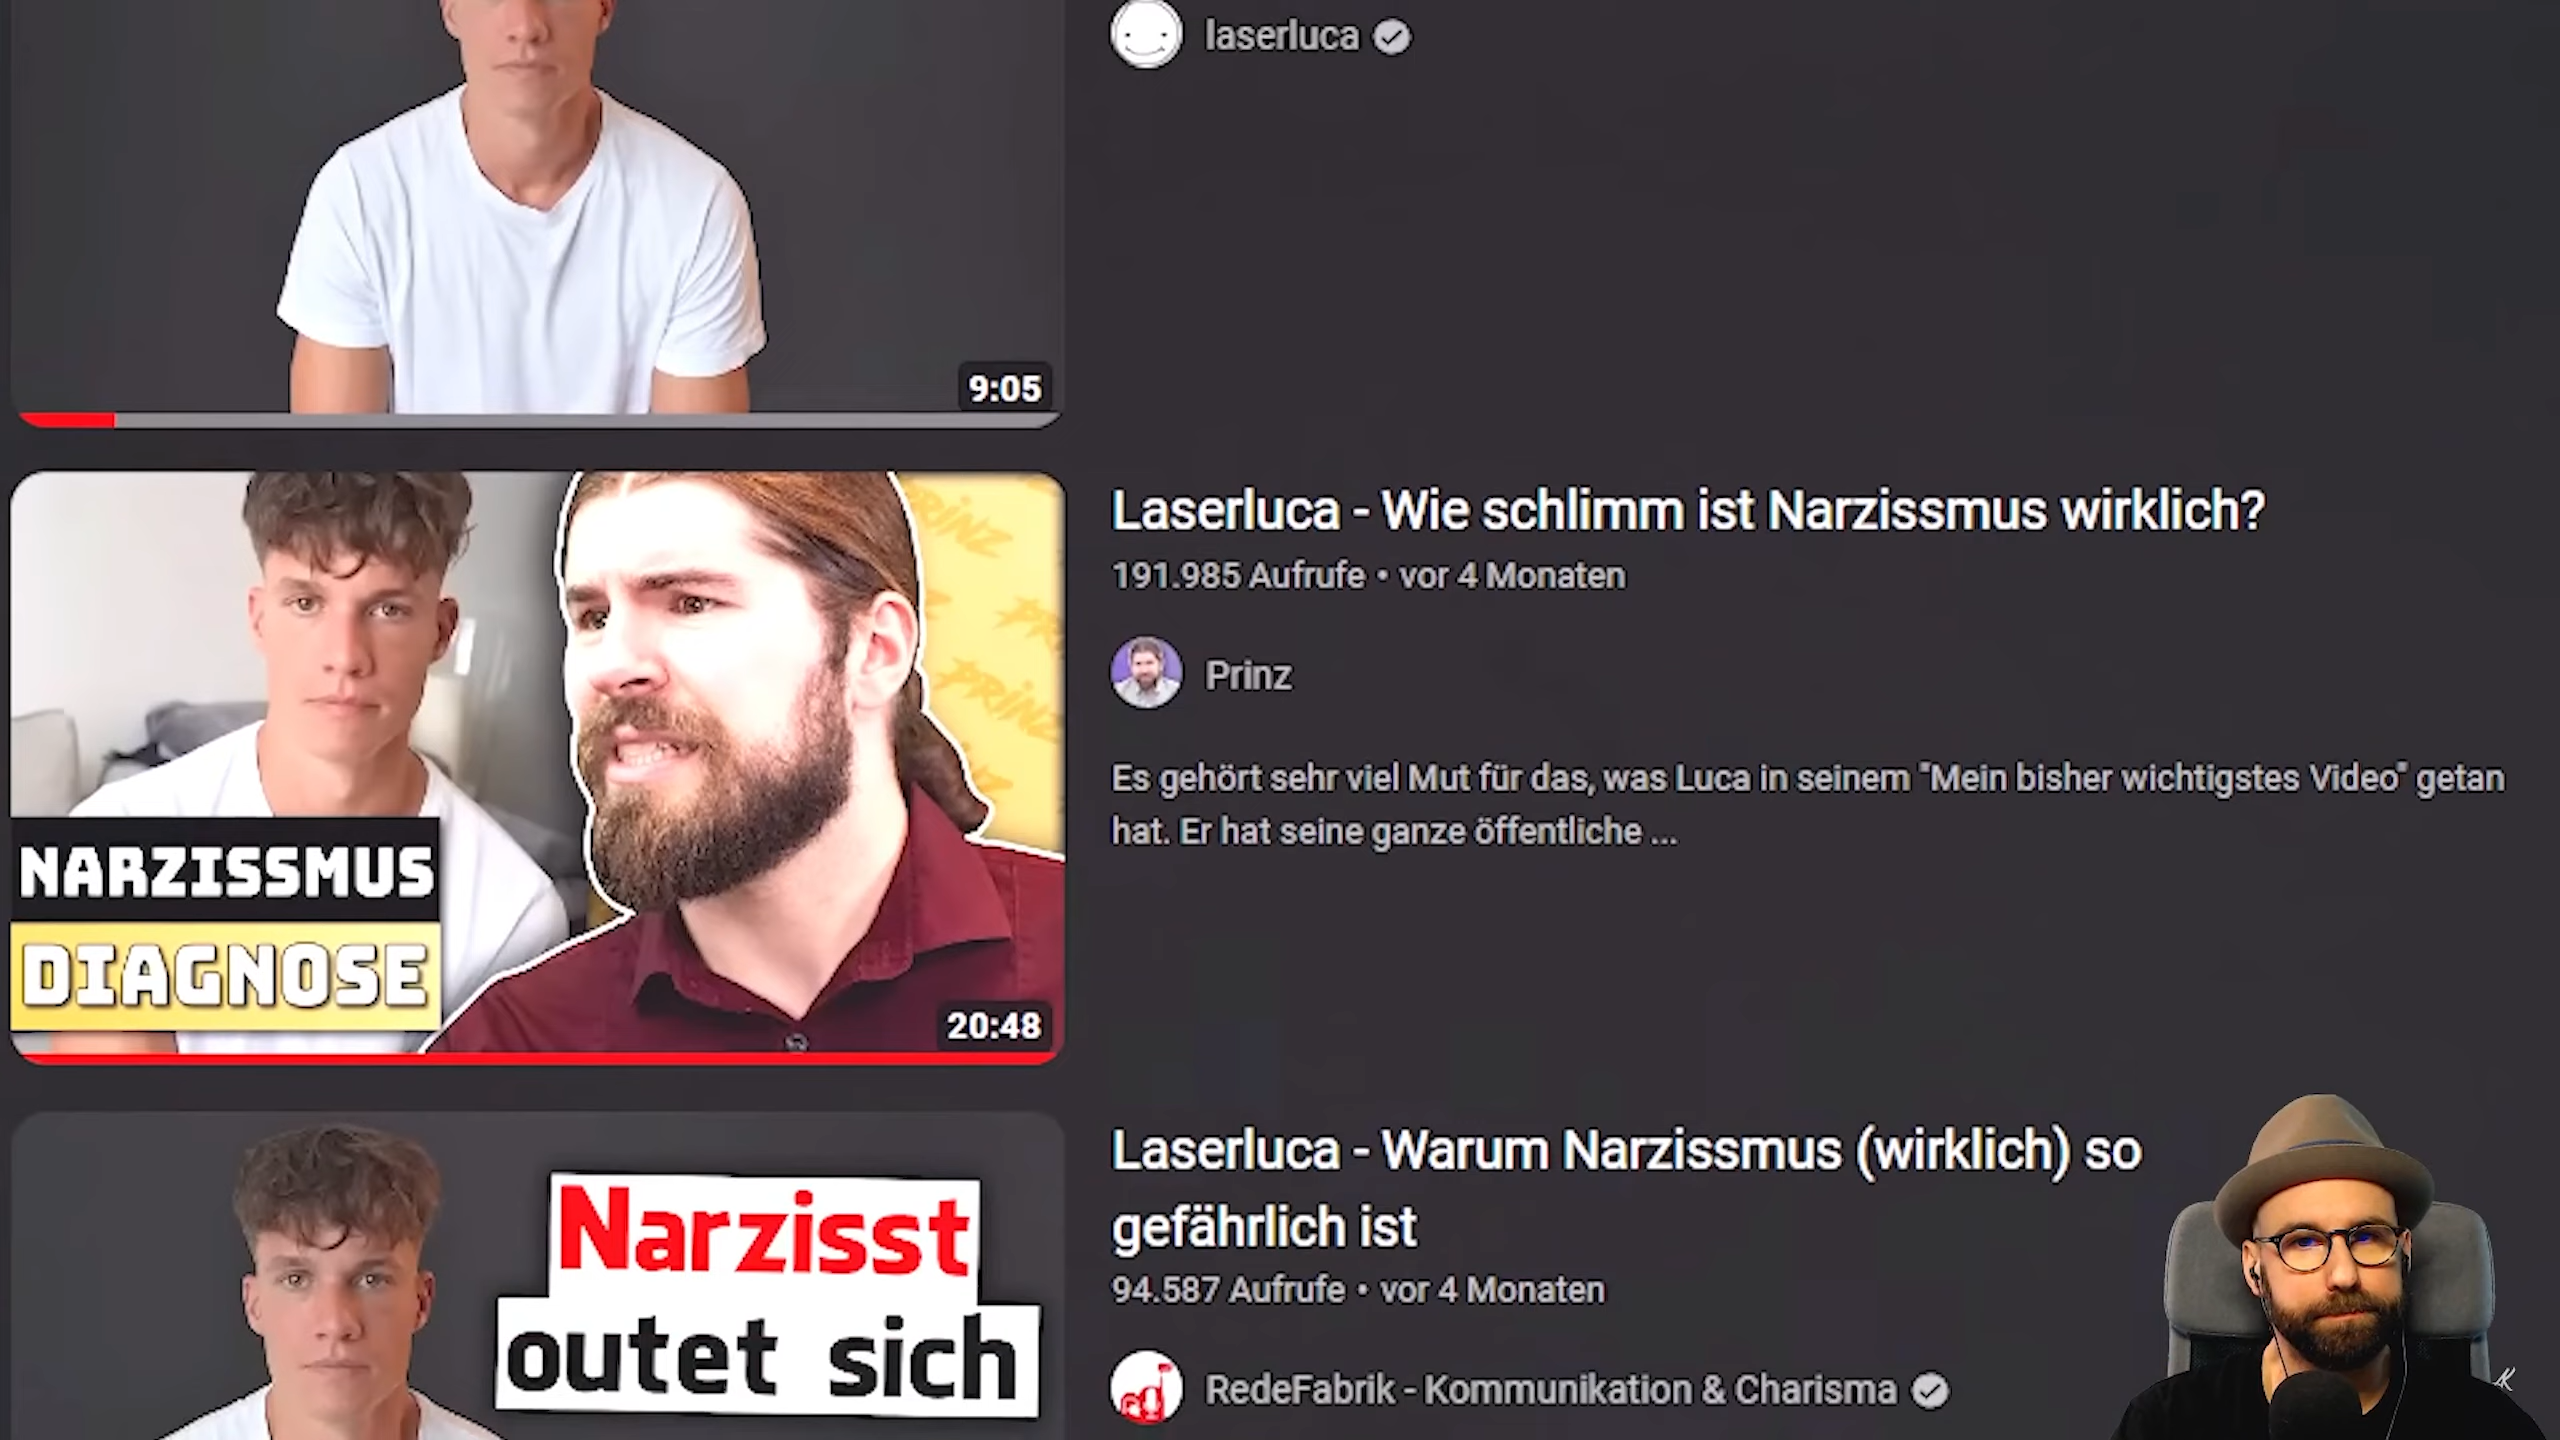 laserluca
9:05
NARZISSMUS
DIAGNOSE
PRINZ
PRINZ
20:48
Laserluca - Wie schlimm ist Narzissmus wirklich?
191.985 Aufrufe • vor 4 Monaten
Prinz
Es gehört sehr viel Mut für das, was Luca in seinem "Mein bisher wichtigstes Video" getan
hat. Er hat seine ganze öffentliche ...
Narzisst
outet sich
Laserluca - Warum Narzissmus (wirklich) so
gefährlich ist
94.587 Aufrufe • vor 4 Monaten
RedeFabrik - Kommunikation & Charisma